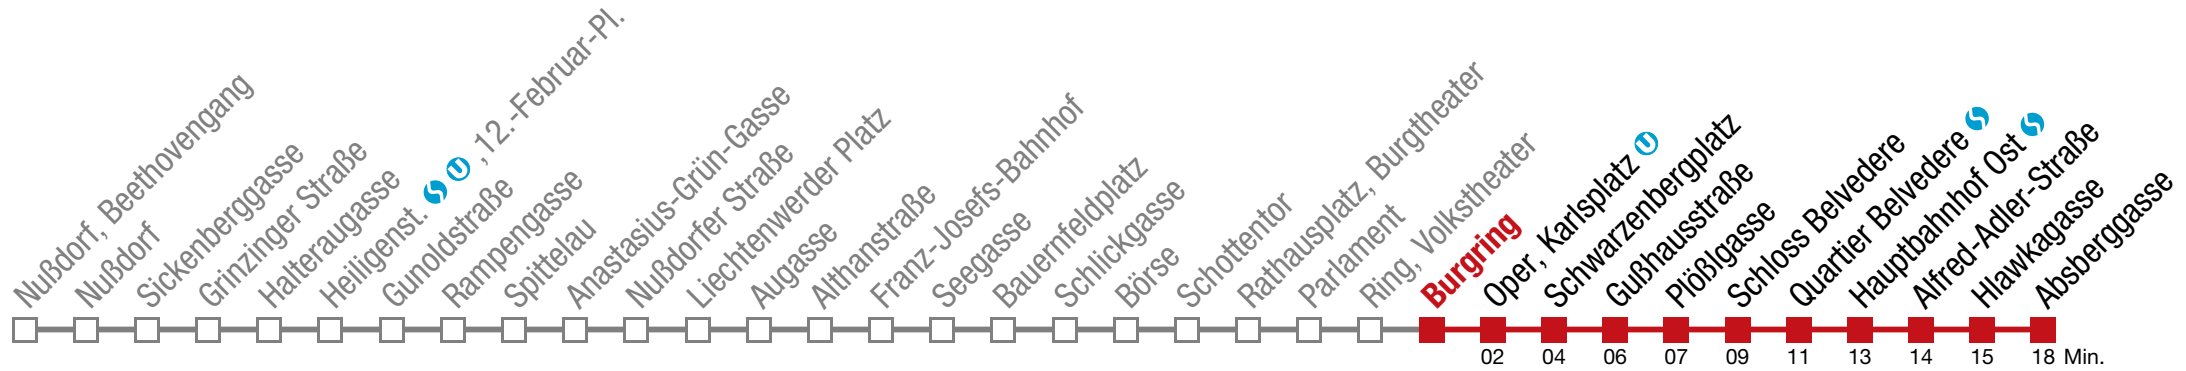 Nußdorf, Beethovengang
Nußdorf
Sickenberggasse
Grinzinger Straße
Halteraugasse
Heiligenst. S U , 12.-Februar-Pl.
Gunoldstraße
Rampengasse
Spittelau
Anastasius-Grün-Gasse
Nußdorfer Straße
Liechtenwerder Platz
Augasse
Althanstraße
Franz-Josefs-Bahnhof
Seegasse
Bauernfeldplatz
Schlickgasse
Börse
Schottentor
Rathausplatz, Burgtheater
Parlament
Ring, Volkstheater
Burgring
Oper, Karlsplatz U
Schwarzenbergplatz
Gußhausstraße
Plößlgasse
Schloss Belvedere
Quartier Belvedere S
Hauptbahnhof Ost S
Alfred-Adler-Straße
Hawkagasse
Absberggasse
02 04 06 07 09 11 13 14 15 18 Min.